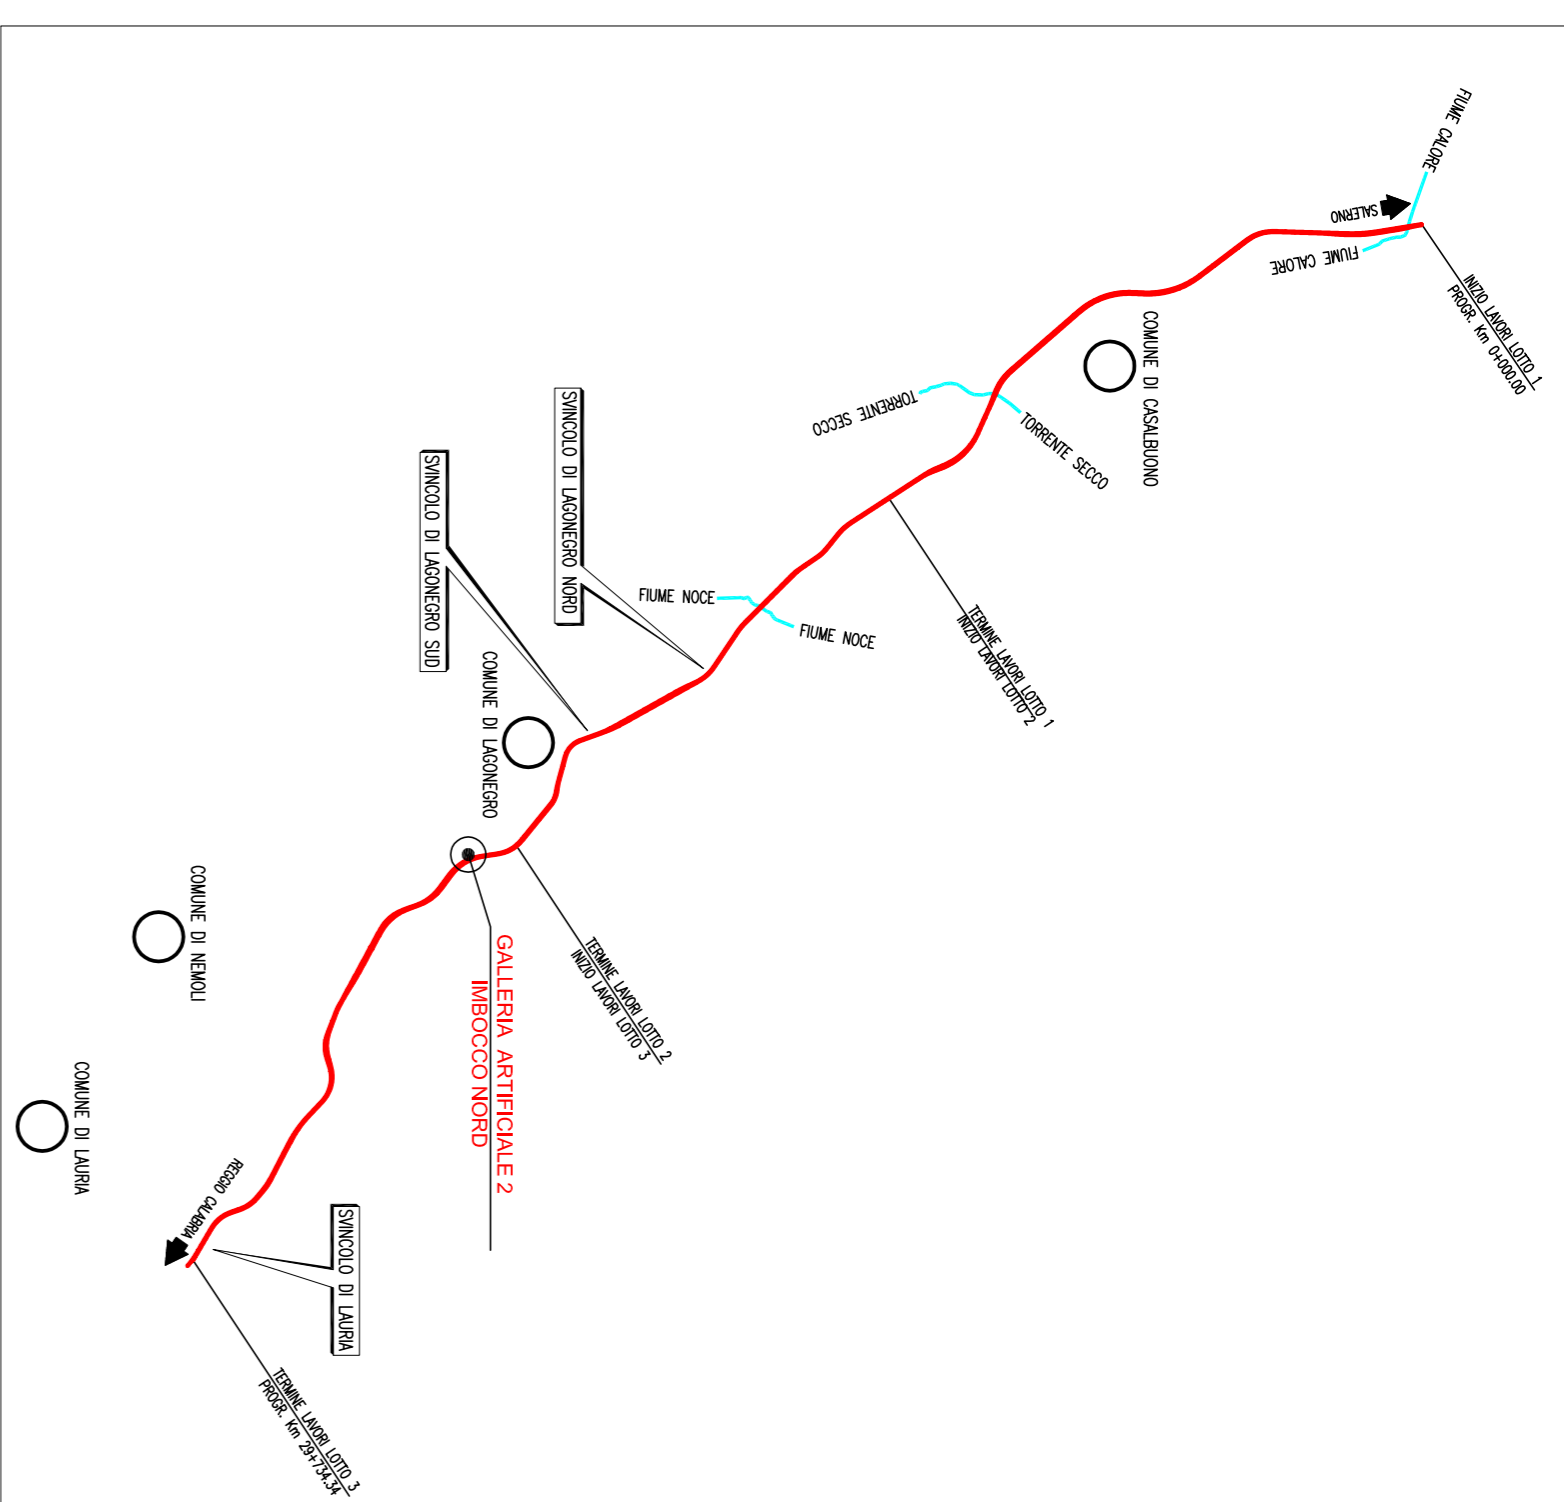 FIUME CALORE
SALERNO
FIUME CALORE
INIZIO LAVORI LOTTO 1
PROGR. Km 0+000.00
COMUNE DI CASALBUONO
TORRENTE SECCO
TORRENTE SECCO
SVINCOLO DI LAGONEGRO NORD
SVINCOLO DI LAGONEGRO SUD
FIUME NOCE
FIUME NOCE
TERMINE LAVORI LOTTO 1
INIZIO LAVORI LOTTO 2
COMUNE DI LAGONEGRO
TERMINE LAVORI LOTTO 2
INIZIO LAVORI LOTTO 3
GALLERIA ARTIFICIALE 2
IMBOCCO NORD
COMUNE DI NEMOLI
COMUNE DI LAURIA
REGGIO CALABRIA
SVINCOLO DI LAURIA
TERMINE LAVORI LOTTO 3
PROGR. Km 29+734.34